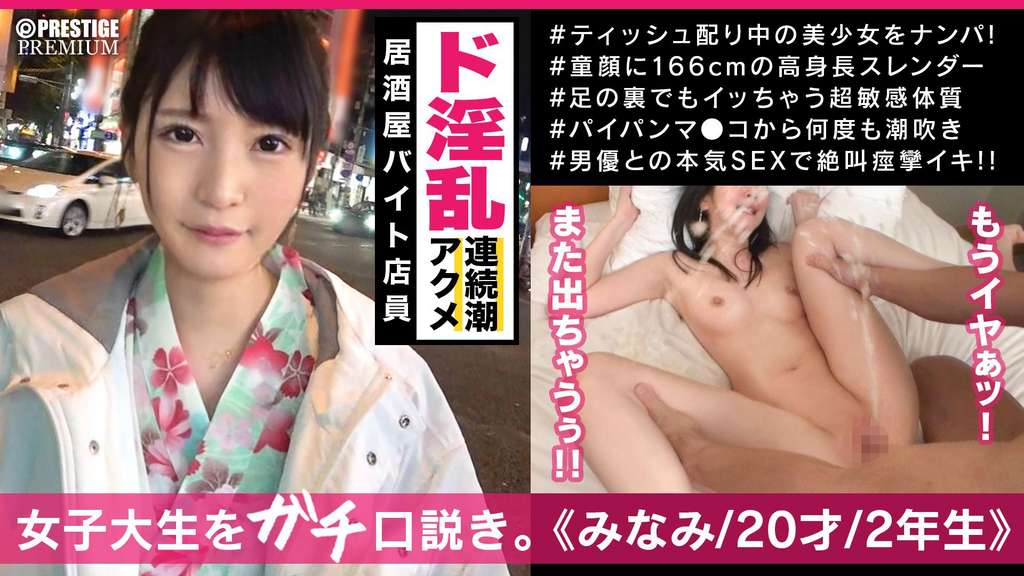 PRESTIGE
PREMIUM
居酒屋バイト店員
ド淫乱
連続潮
アクメ
#ティッシュ配り中の美少女をナンパ!
#童顔に166cmの高身長スレンダー
#足の裏でもイッちゃう超敏感体質
#パイパンマ●コから何度も潮吹き
#男優との本気SEXで絶叫痙攣イキ!!
もうイヤぁッ!
また出ちゃうぅ!!
女子大生をガチ口説き。《みなみ/20才/2年生》